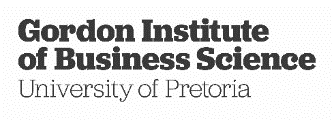 Gordon Institute
of Business Science
University of Pretoria